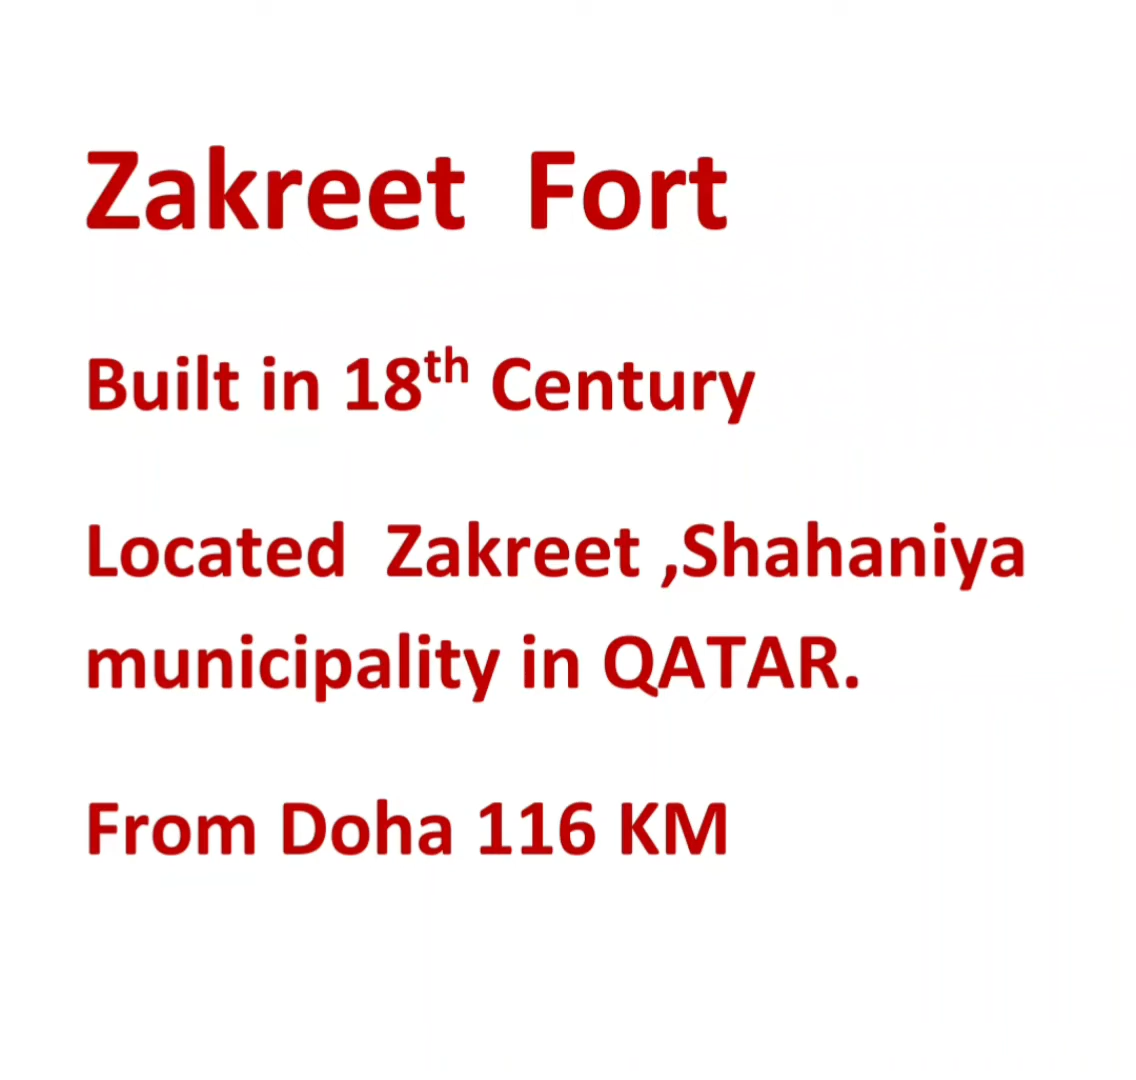 Zakreet  Fort
Built in 18th Century
Located  Zakreet ,Shahaniya
municipality in QATAR.
From Doha 116 KM